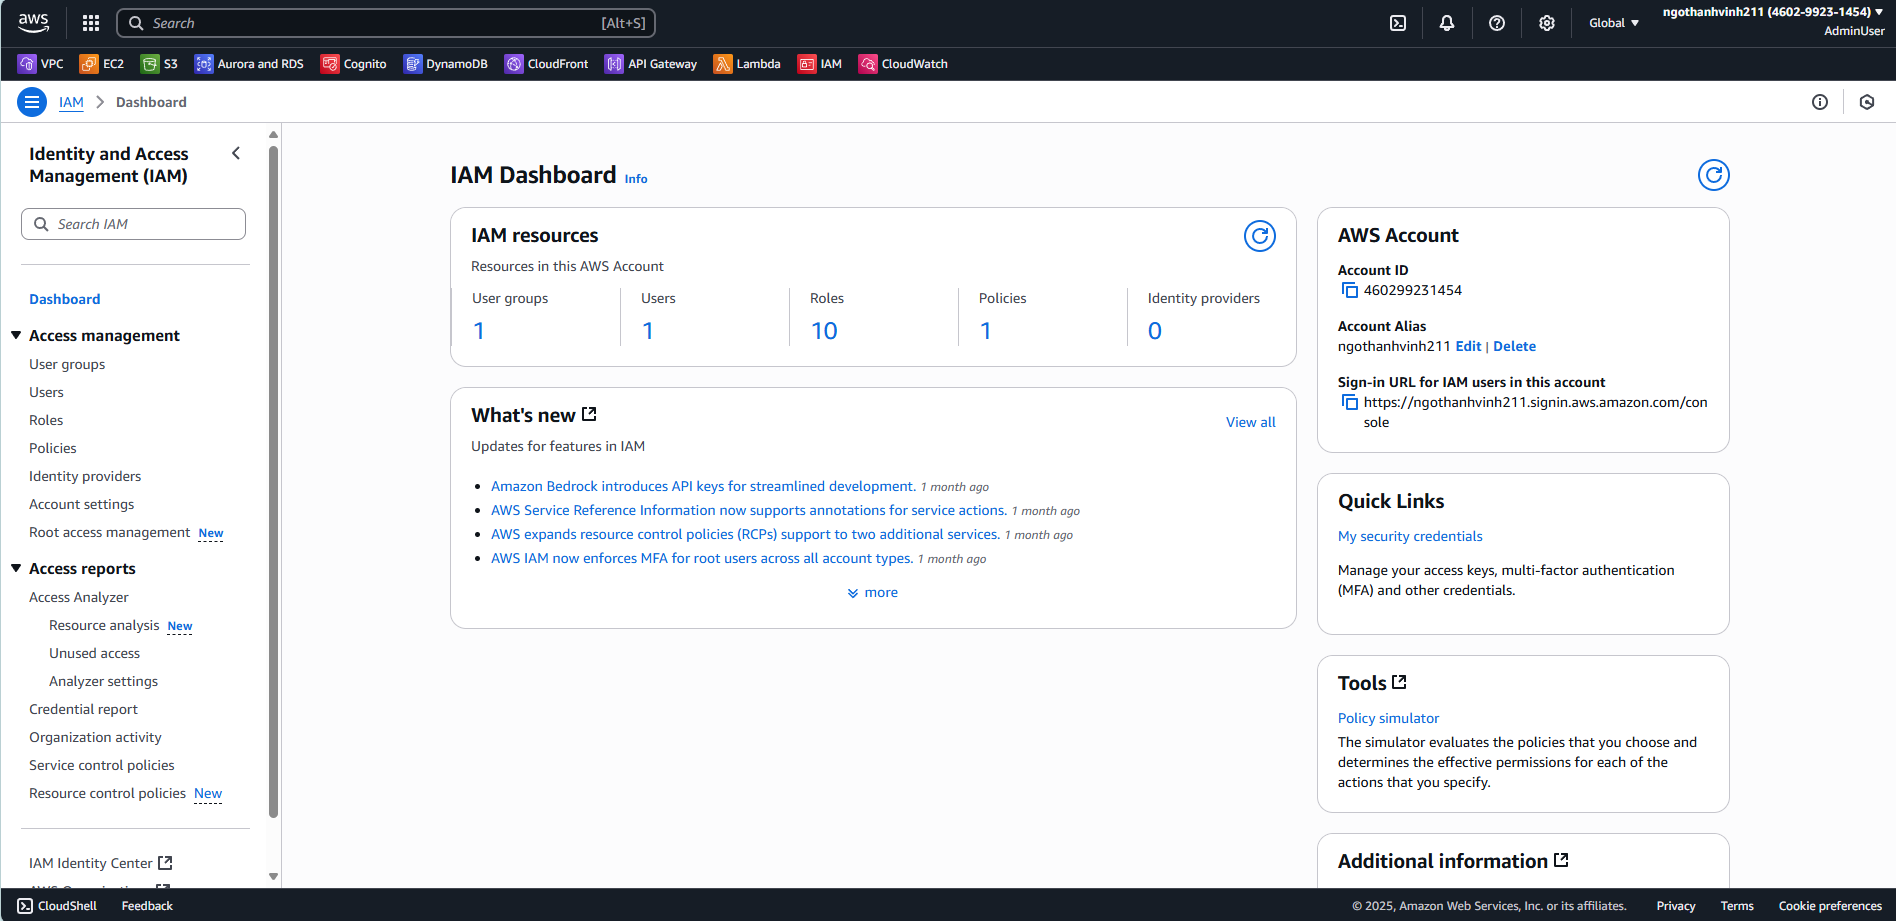 aws
Search [Alt+S]
Global
ngothanhvinh211 (4602-9923-1454)
AdminUser
VPC EC2 S3 Aurora and RDS Cognito DynamoDB CloudFront API Gateway Lambda IAM CloudWatch
IAM Dashboard
Identity and Access
Management (IAM)
Search IAM
Dashboard
Access management
User groups
Users
Roles
Policies
Identity providers
Account settings
Root access management New
Access reports
Access Analyzer
Resource analysis New
Unused access
Analyzer settings
Credential report
Organization activity
Service control policies
Resource control policies New
IAM Identity Center
IAM Dashboard Info
IAM resources
Resources in this AWS Account
User groups Users Roles Policies Identity providers
1 1 10 1 0
What's new
View all
Updates for features in IAM
Amazon Bedrock introduces API keys for streamlined development. 1 month ago
AWS Service Reference Information now supports annotations for service actions. 1 month ago
AWS expands resource control policies (RCPs) support to two additional services. 1 month ago
AWS IAM now enforces MFA for root users across all account types. 1 month ago
more
AWS Account
Account ID
460299231454
Account Alias
ngothanhvinh211 Edit | Delete
Sign-in URL for IAM users in this account
https://ngothanhvinh211.signin.aws.amazon.com/con
sole
Quick Links
My security credentials
Manage your access keys, multi-factor authentication
(MFA) and other credentials.
Tools
Policy simulator
The simulator evaluates the policies that you choose and
determines the effective permissions for each of the
actions that you specify.
Additional information
CloudShell Feedback
© 2025, Amazon Web Services, Inc. or its affiliates. Privacy Terms Cookie preferences